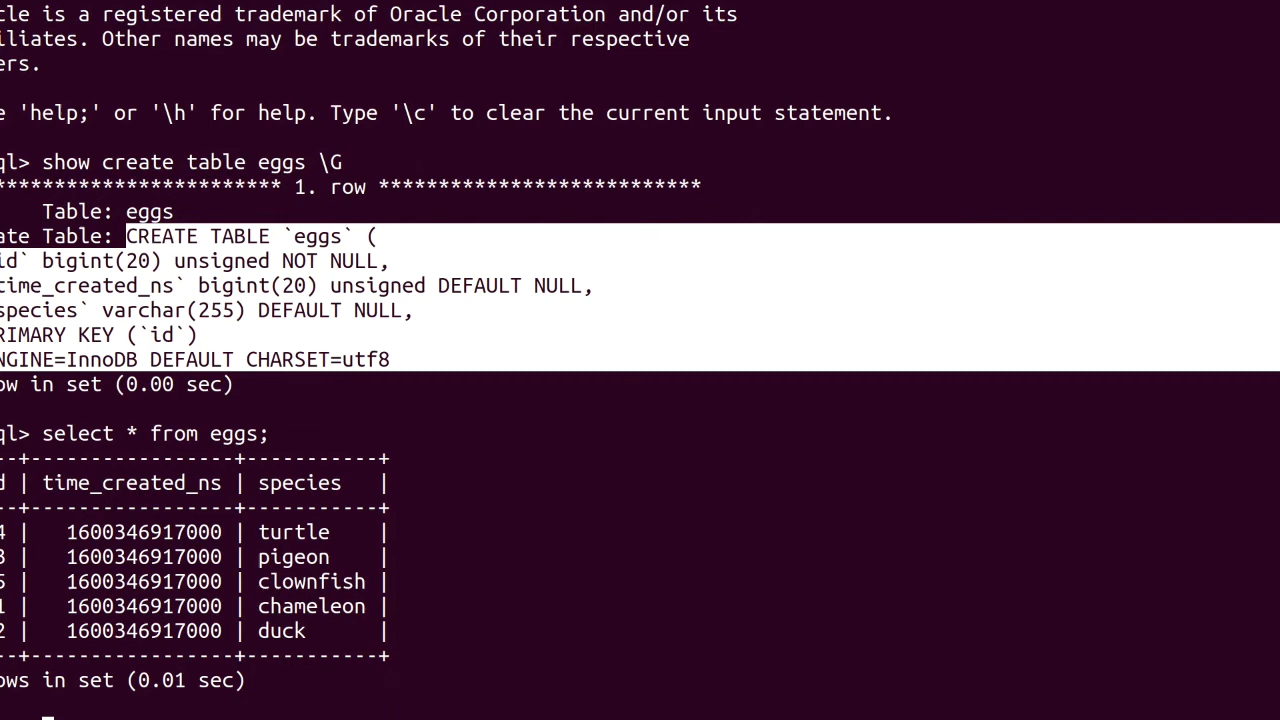 cle is a registered trademark of Oracle Corporation and/or its
iliates. Other names may be trademarks of their respective
ers.
e 'help;' or '\h' for help. Type '\c' to clear the current input statement.
ql> show create table eggs \G
************************ 1. row ***************************
Table: eggs
ate Table: CREATE TABLE `eggs` (
id` bigint(20) unsigned NOT NULL,
time_created_ns` bigint(20) unsigned DEFAULT NULL,
species` varchar(255) DEFAULT NULL,
RIMARY KEY (`id`)
NGINE=InnoDB DEFAULT CHARSET=utf8
ow in set (0.00 sec)
ql> select * from eggs;
--+-----------------+-----------+
d | time_created_ns | species   |
--+-----------------+-----------+
4 |   1600346917000 | turtle    |
3 |   1600346917000 | pigeon    |
5 |   1600346917000 | clownfish |
1 |   1600346917000 | chameleon |
2 |   1600346917000 | duck      |
--+-----------------+-----------+
ows in set (0.01 sec)